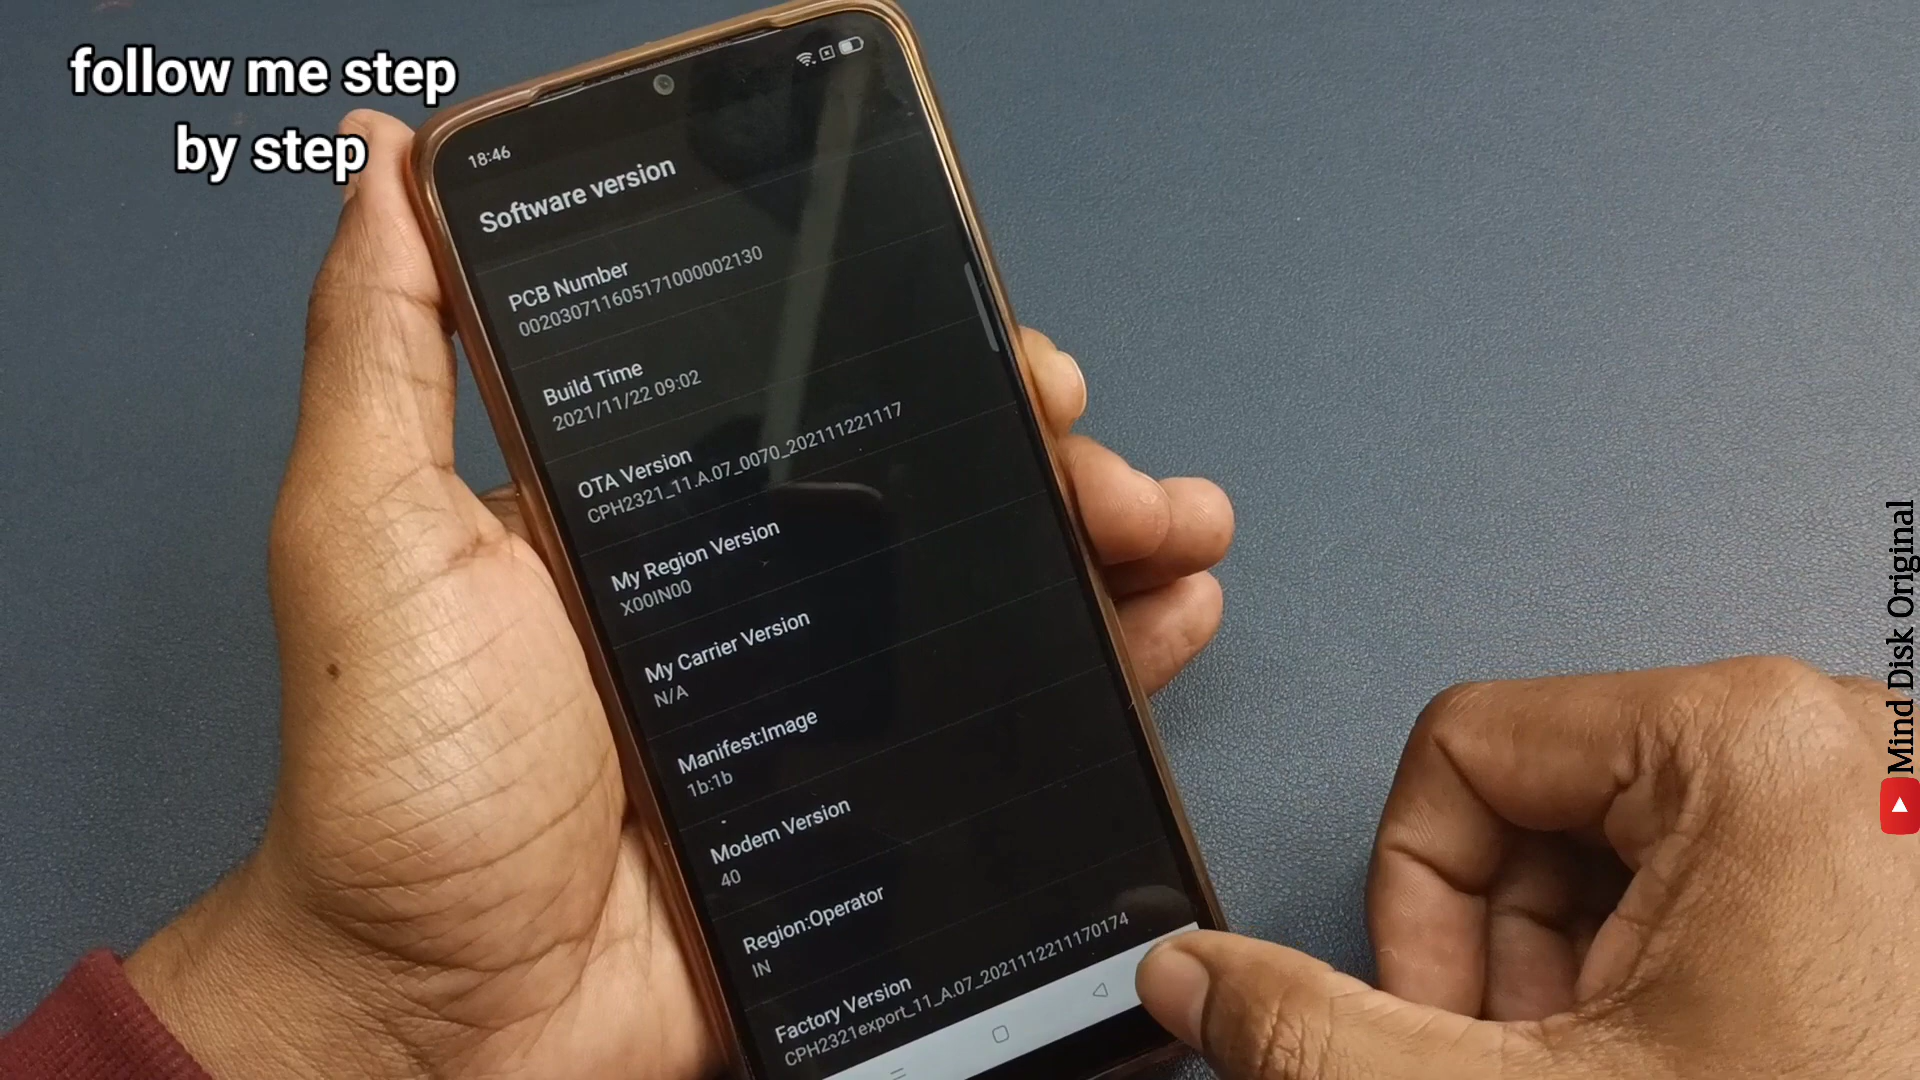 follow me step
by step
18:46
Software version
PCB Number
00203071160517100002130
Build Time
2021/11/22 09:02
OTA Version
CPH2321_11.A.07_0070_202111221117
My Region Version
X00IN00
My Carrier Version
N/A
Manifest:Image
1b:1b
Modem Version
40
Region:Operator
IN
Factory Version
CPH2321export_11_A.07_2021112211170174
Mind Disk Original